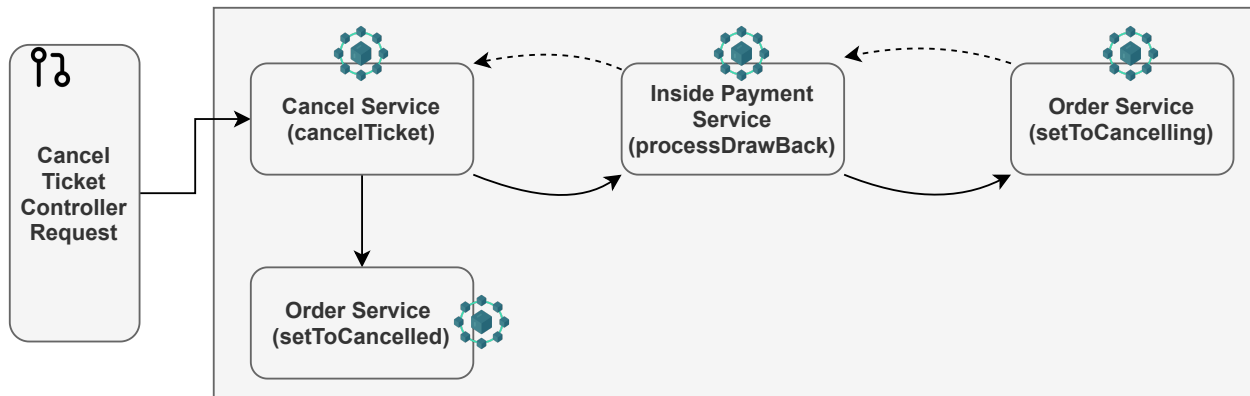 Cancel
Ticket
Controller
Request
Cancel Service
(cancelTicket)
Inside Payment
Service
(processDrawBack)
Order Service
(setToCancelling)
Order Service
(setToCancelled)